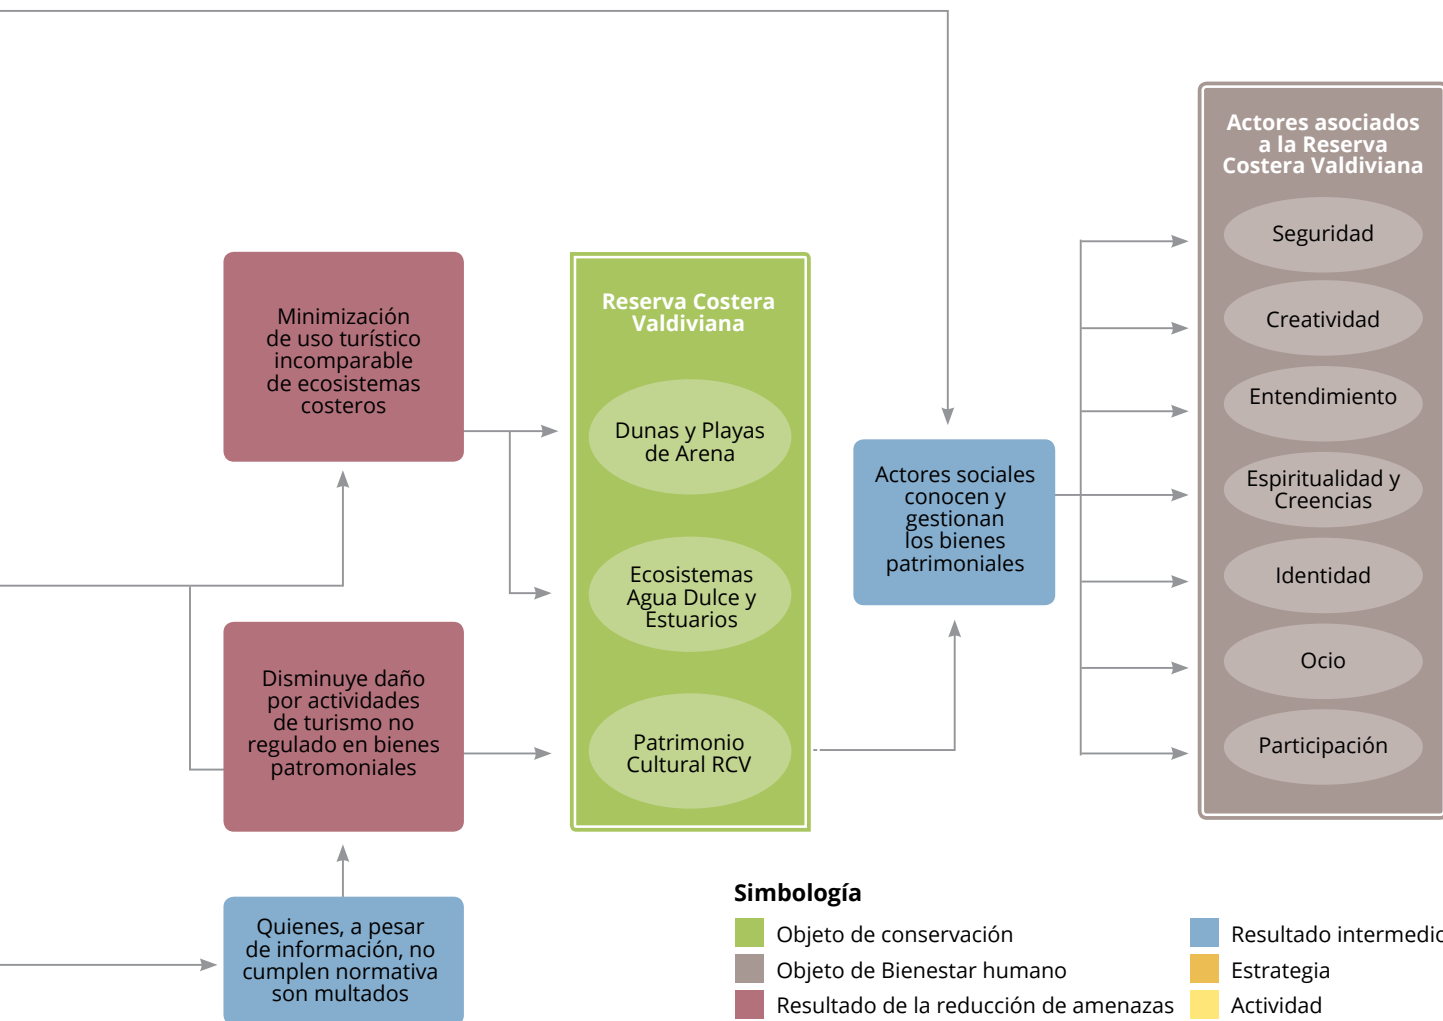 Minimización
de uso turístico
incomparable
de ecosistemas
costeros
Disminuye daño
por actividades
de turismo no
regulado en bienes
patromoniales
Quienes, a pesar
de información, no
cumplen normativa
son multados
Reserva Costera
Valdiviana
Dunas y Playas
de Arena
Ecosistemas
Agua Dulce y
Estuarios
Patrimonio
Cultural RCV
Actores sociales
conocen y
gestionan
los bienes
patrimoniales
Actores asociados
a la Reserva
Costera Valdiviana
Seguridad
Creatividad
Entendimiento
Espiritualidad y
Creencias
Identidad
Ocio
Participación
Simbología
Objeto de conservación
Objeto de Bienestar humano
Resultado de la reducción de amenazas
Resultado intermedio
Estrategia
Actividad